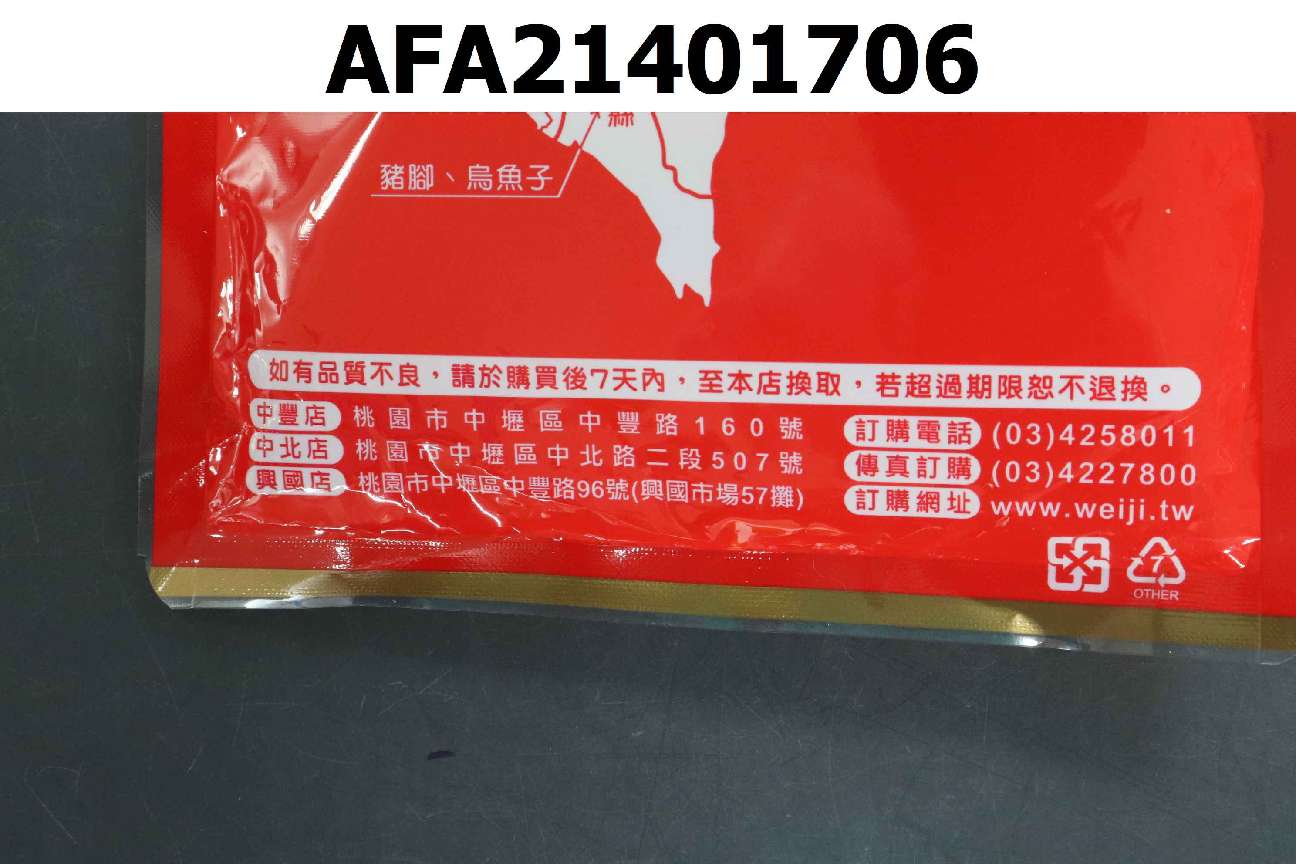 AFA21401706
豬腳、烏魚子
如有品質不良，請於購買後7天內，至本店換取，若超過期限恕不退換。
中豐店 桃園市中壢區中豐路160號
中北店 桃園市中壢區中北路二段507號
興國店 桃園市中壢區中豐路96號(興國市場57攤)
訂購電話 (03)4258011
傳真訂購 (03)4227800
訂購網址 www.weiji.tw
7
OTHER